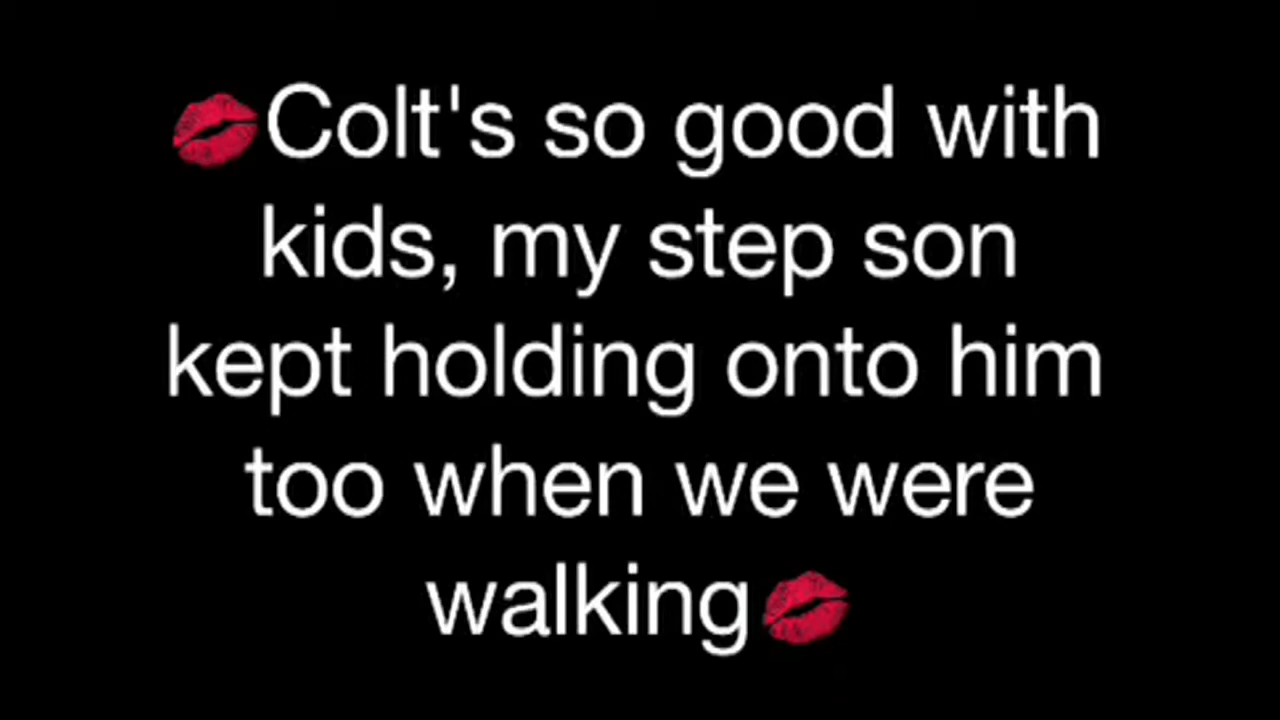 💋Colt's so good with
kids, my step son
kept holding onto him
too when we were
walking💋